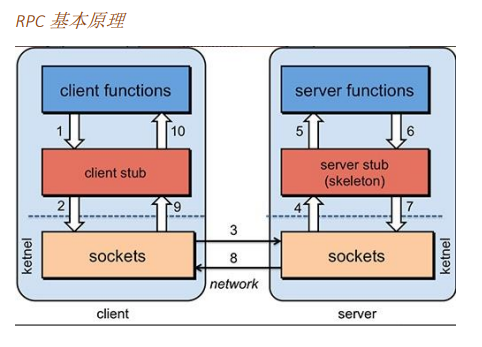 RPC 基本原理
client functions
server functions
1
10
5
6
client stub
server stub
(skeleton)
2
9
4
7
3
ketnel
sockets
sockets
ketnel
8
network
client
server